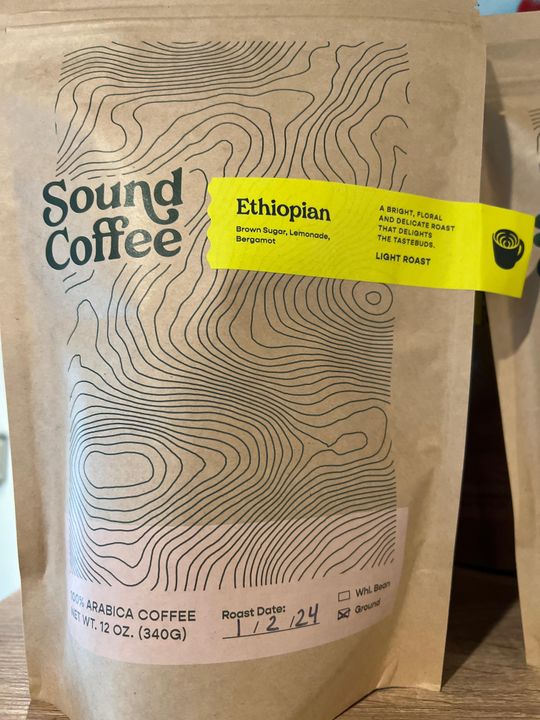 Sound
Coffee
Ethiopian
Brown Sugar, Lemonade,
Bergamot
A BRIGHT, FLORAL
AND DELICATE ROAST
THAT DELIGHTS
THE TASTEBUDS.
LIGHT ROAST
100% ARABICA COFFEE
NET WT. 12 OZ. (340G)
Roast Date:
1 / 2 / 24
Whl. Bean
Ground